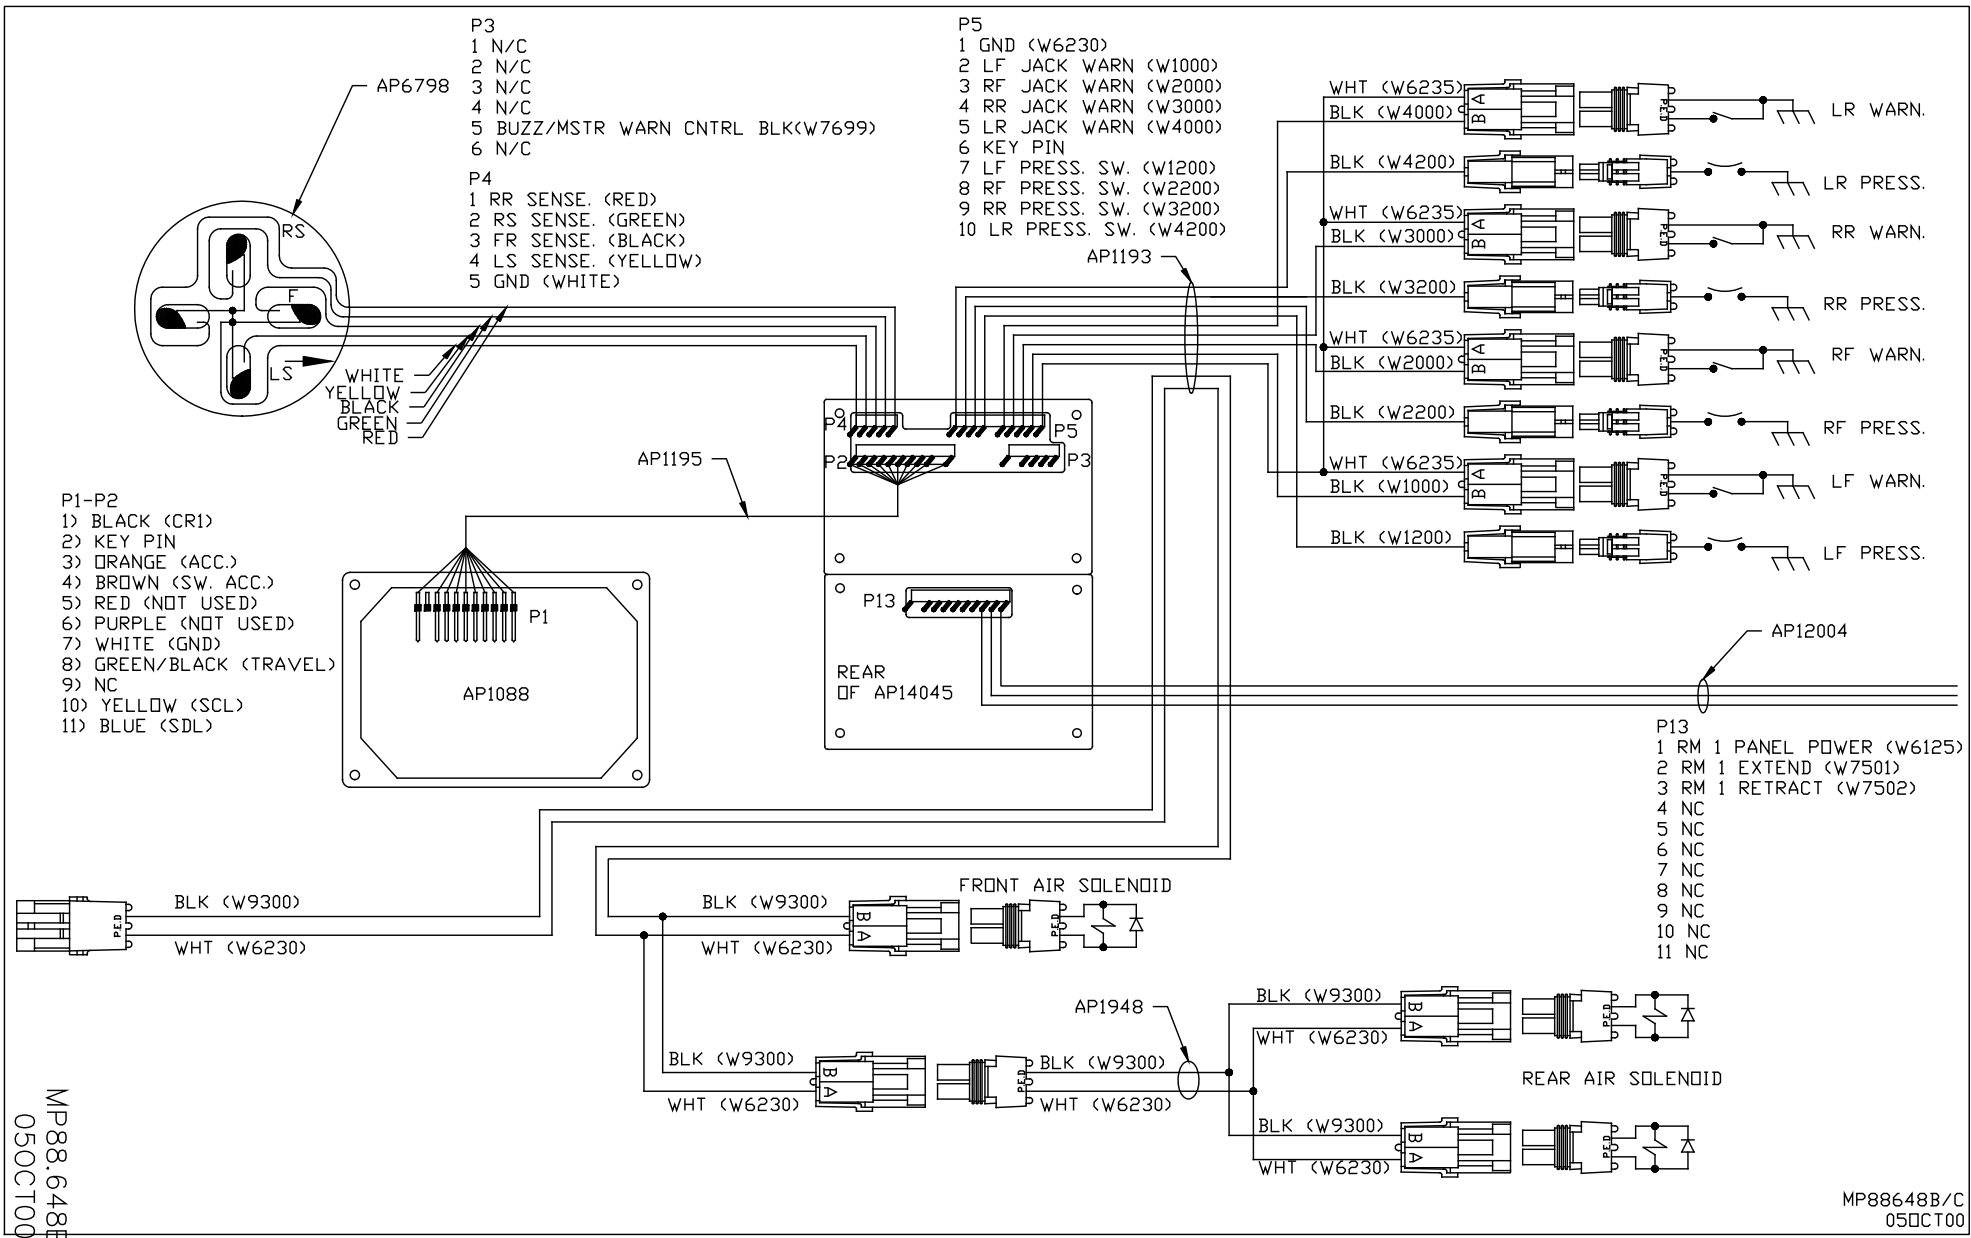 P3
1 N/C
2 N/C
3 N/C
4 N/C
5 BUZZ/MSTR WARN CNTRL BLK(W7699)
6 N/C
P4
1 RR SENSE. (RED)
2 RS SENSE. (GREEN)
3 FR SENSE. (BLACK)
4 LS SENSE. (YELLOW)
5 GND (WHITE)
P5
1 GND (W6230)
2 LF JACK WARN (W1000)
3 RF JACK WARN (W2000)
4 RR JACK WARN (W3000)
5 LR JACK WARN (W4000)
6 KEY PIN
7 LF PRESS. SW. (W1200)
8 RF PRESS. SW. (W2200)
9 RR PRESS. SW. (W3200)
10 LR PRESS. SW. (W4200)
AP6798
RS
F
LS
WHITE
YELLOW
BLACK
GREEN
RED
AP1193
WHT (W6235)
BLK (W4000)
A
B
P.E.D
LR WARN.
BLK (W4200)
LR PRESS.
WHT (W6235)
BLK (W3000)
A
B
P.E.D
RR WARN.
BLK (W3200)
RR PRESS.
WHT (W6235)
BLK (W2000)
A
B
P.E.D
RF WARN.
BLK (W2200)
RF PRESS.
WHT (W6235)
BLK (W1000)
A
B
P.E.D
LF WARN.
BLK (W1200)
LF PRESS.
P4
P5
P2
P3
AP1195
P1-P2
1) BLACK (CR1)
2) KEY PIN
3) ORANGE (ACC.)
4) BROWN (SW. ACC.)
5) RED (NOT USED)
6) PURPLE (NOT USED)
7) WHITE (GND)
8) GREEN/BLACK (TRAVEL)
9) NC
10) YELLOW (SCL)
11) BLUE (SDL)
P1
AP1088
P13
REAR
OF AP14045
AP12004
P13
1 RM 1 PANEL POWER (W6125)
2 RM 1 EXTEND (W7501)
3 RM 1 RETRACT (W7502)
4 NC
5 NC
6 NC
7 NC
8 NC
9 NC
10 NC
11 NC
P.E.D
BLK (W9300)
WHT (W6230)
BLK (W9300)
WHT (W6230)
B
A
FRONT AIR SOLENOID
P.E.D
BLK (W9300)
WHT (W6230)
B
A
P.E.D
BLK (W9300)
WHT (W6230)
AP1948
BLK (W9300)
WHT (W6230)
B
A
P.E.D
REAR AIR SOLENOID
BLK (W9300)
WHT (W6230)
B
A
P.E.D
MP88.648B
05OCT00
MP88648B/C
05OCT00